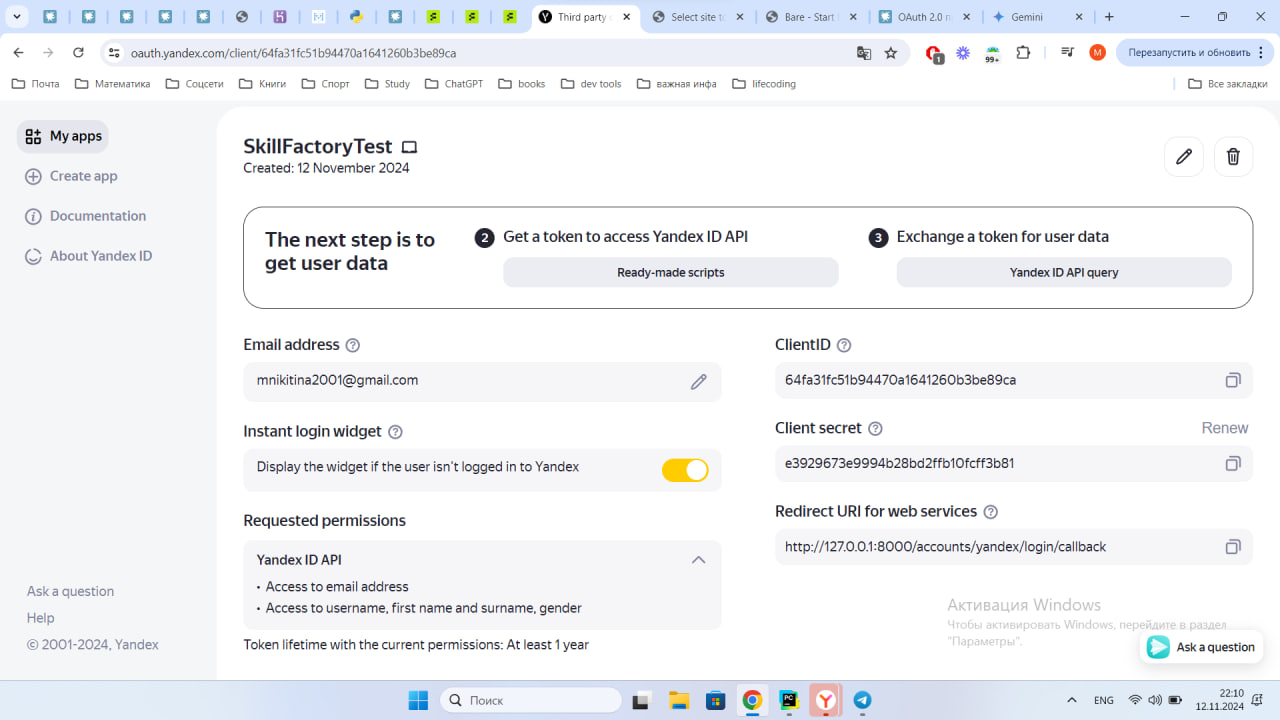 Third party
Select site to
Bare - Start
OAuth 2.0
Gemini
oauth.yandex.com/client/64fa31fc51b94470a1641260b3be89ca
1
99+
M
Перезапустить и обновить
Почта
Математика
Соцсети
Книги
Спорт
Study
ChatGPT
books
dev tools
важная инфа
lifecoding
Все закладки
My apps
Create app
Documentation
About Yandex ID
SkillFactoryTest
Created: 12 November 2024
The next step is to
get user data
2 Get a token to access Yandex ID API
Ready-made scripts
3 Exchange a token for user data
Yandex ID API query
Email address
mnikitina2001@gmail.com
Instant login widget
Display the widget if the user isn't logged in to Yandex
Requested permissions
Yandex ID API
• Access to email address
• Access to username, first name and surname, gender
Token lifetime with the current permissions: At least 1 year
ClientID
64fa31fc51b94470a1641260b3be89ca
Client secret
Renew
e3929673e9994b28bd2ffb10fcff3b81
Redirect URI for web services
http://127.0.0.1:8000/accounts/yandex/login/callback
Ask a question
Help
© 2001-2024, Yandex
Активация Windows
Чтобы активировать Windows, перейдите в раздел
"Параметры".
Ask a question
Поиск
ENG
22:10
12.11.2024